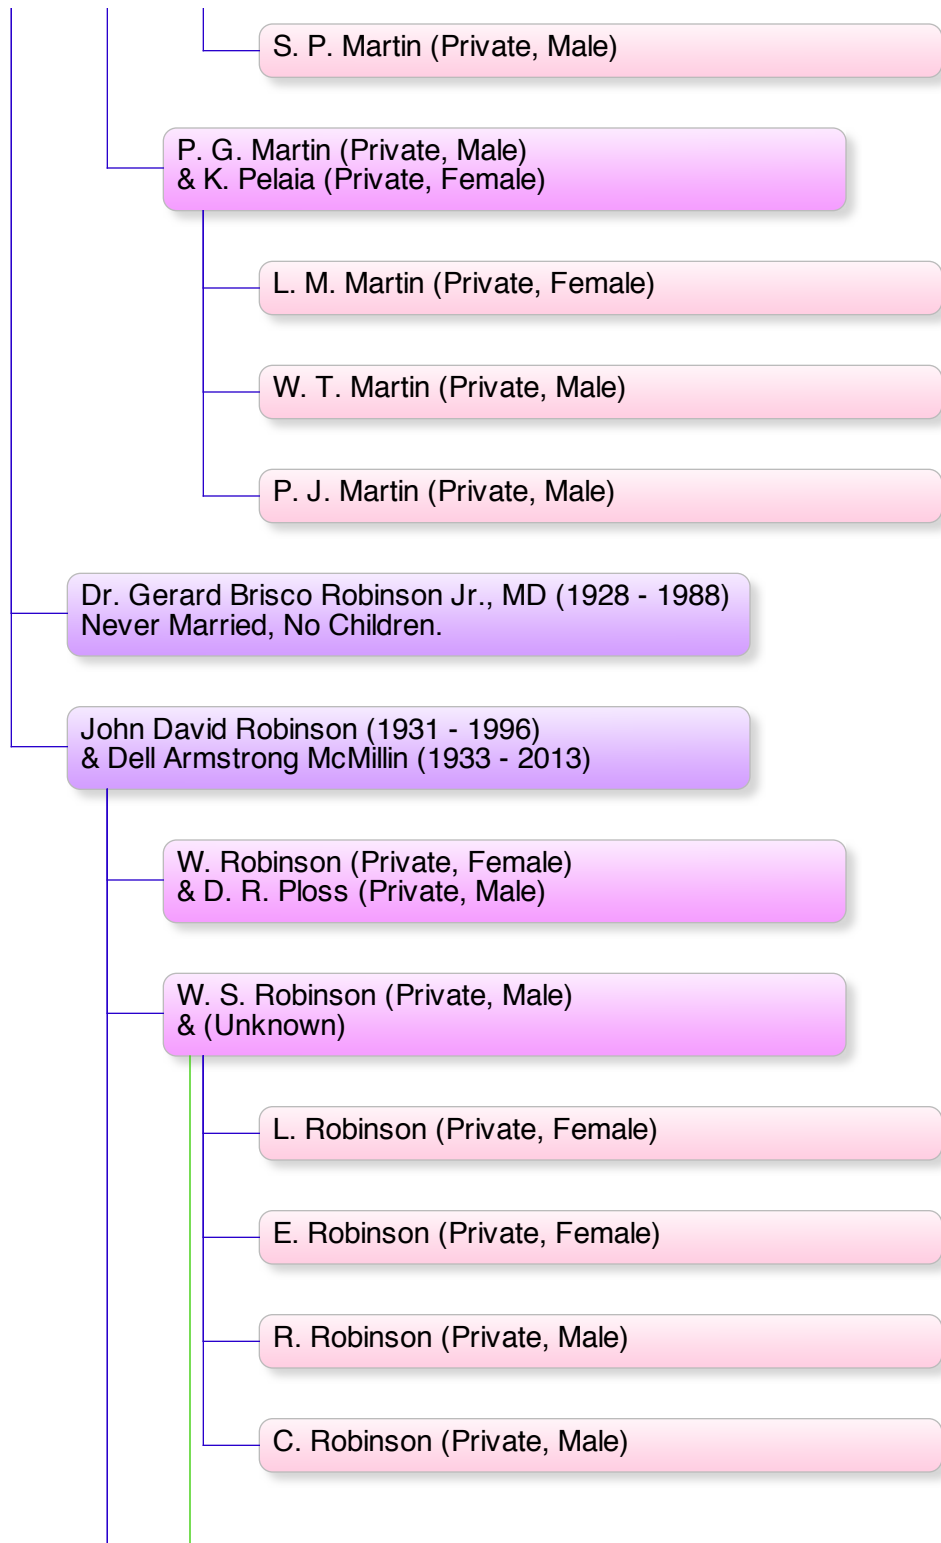 S. P. Martin (Private, Male)
P. G. Martin (Private, Male)
& K. Pelaia (Private, Female)
L. M. Martin (Private, Female)
W. T. Martin (Private, Male)
P. J. Martin (Private, Male)
Dr. Gerard Brisco Robinson Jr., MD (1928 - 1988)
Never Married, No Children.
John David Robinson (1931 - 1996)
& Dell Armstrong McMillin (1933 - 2013)
W. Robinson (Private, Female)
& D. R. Ploss (Private, Male)
W. S. Robinson (Private, Male)
& (Unknown)
L. Robinson (Private, Female)
E. Robinson (Private, Female)
R. Robinson (Private, Male)
C. Robinson (Private, Male)